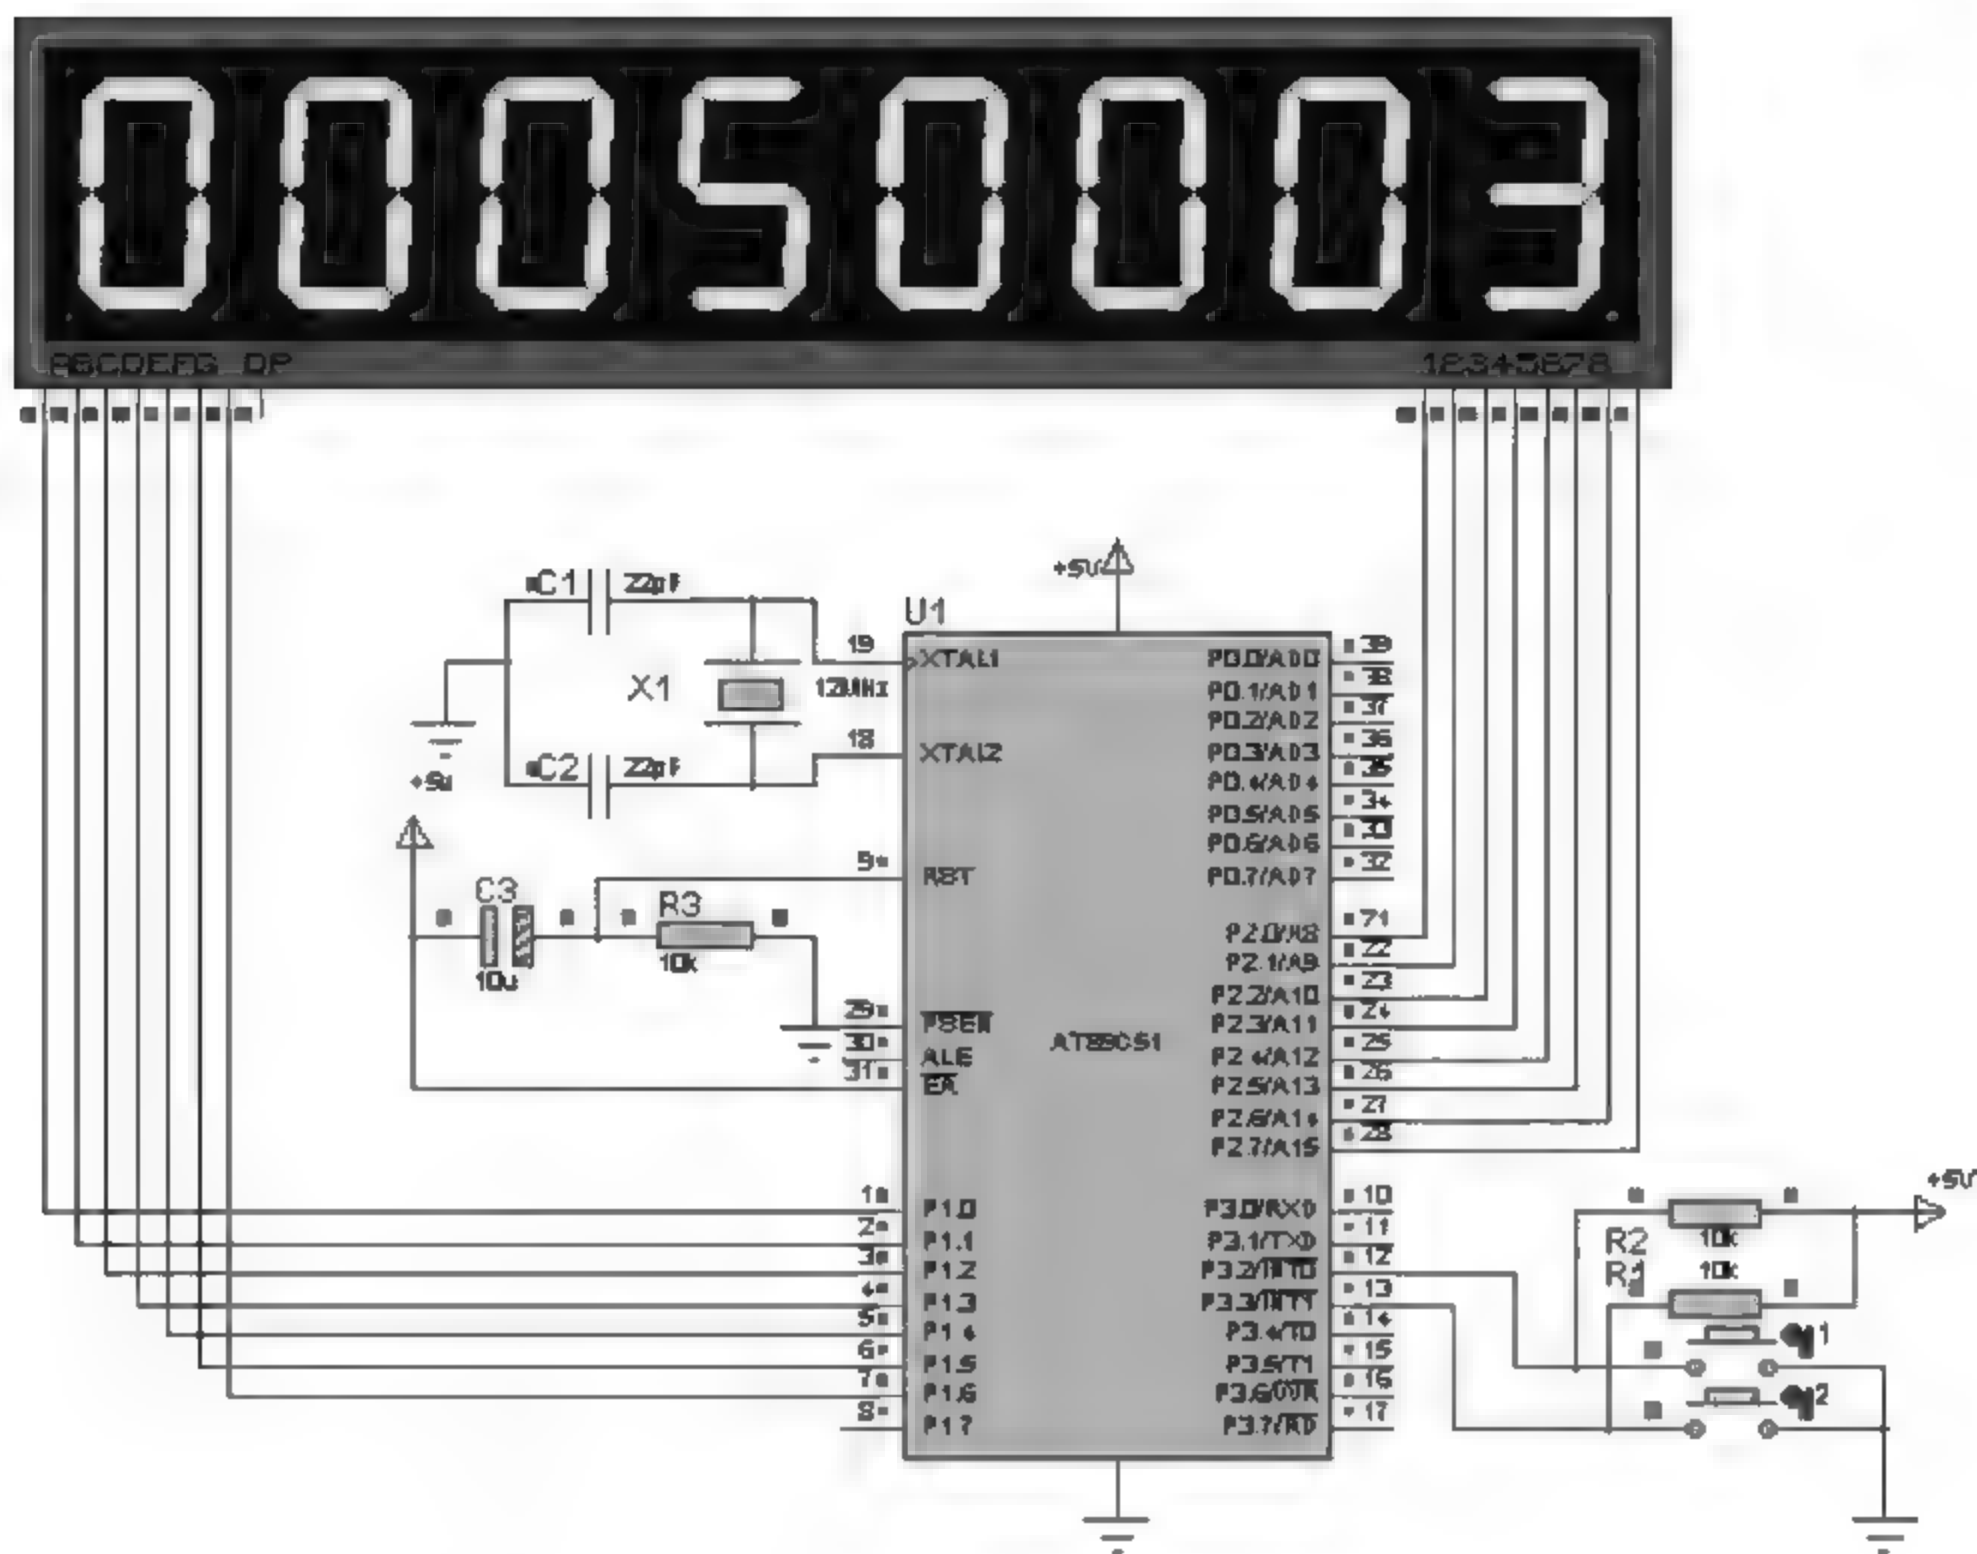 00050003
ABCDEFG DP
12345678
+5V
C1 22pF
U1
19
XTAL1
X1
12MHz
18
XTAL2
C2 22pF
+5V
9
RST
C3
10u
R3
10k
29
PSEN
30
ALE
31
EA
AT89C51
1 P1.0
2 P1.1
3 P1.2
4 P1.3
5 P1.4
6 P1.5
7 P1.6
8 P1.7
P0.0/AD0 39
P0.1/AD1 38
P0.2/AD2 37
P0.3/AD3 36
P0.4/AD4 35
P0.5/AD5 34
P0.6/AD6 33
P0.7/AD7 32
P2.0/A8 21
P2.1/A9 22
P2.2/A10 23
P2.3/A11 24
P2.4/A12 25
P2.5/A13 26
P2.6/A14 27
P2.7/A15 28
P3.0/RXD 10
P3.1/TXD 11
P3.2/INT0 12
P3.3/INT1 13
P3.4/T0 14
P3.5/T1 15
P3.6/WR 16
P3.7/RD 17
+5V
R2
10k
R1
10k